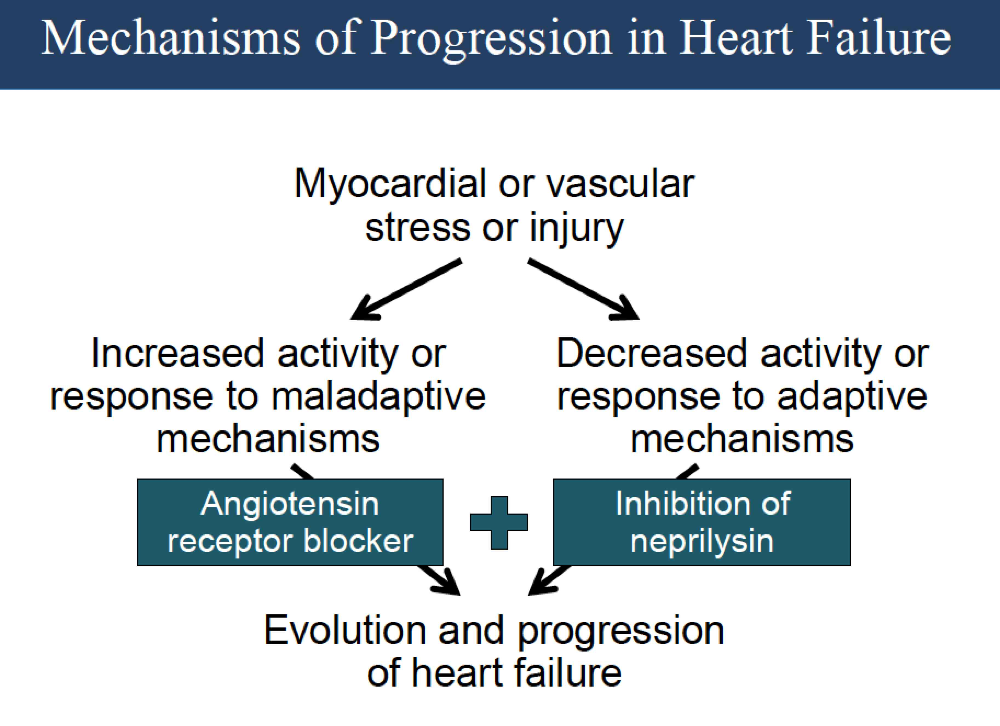 Mechanisms of Progression in Heart Failure
Myocardial or vascular
stress or injury
Increased activity or
response to maladaptive
mechanisms
Decreased activity or
response to adaptive
mechanisms
Angiotensin
receptor blocker
Inhibition of
neprilysin
Evolution and progression
of heart failure